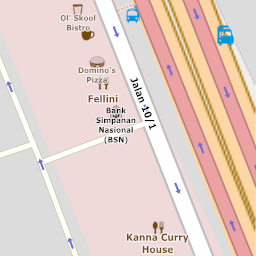 Ol' Skool
Bistro
Domino's
Pizza
Fellini
Bank
Simpanan
Nasional
(BSN)
Jalan 10/1
Kanna Curry
House